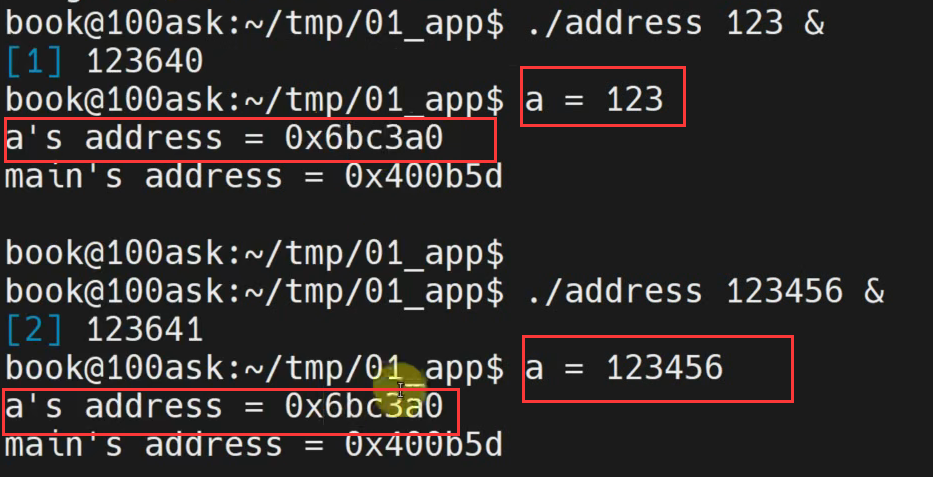 book@100ask:~/tmp/01_app$ ./address 123 &
[1] 123640
book@100ask:~/tmp/01_app$ a = 123
a's address = 0x6bc3a0
main's address = 0x400b5d
book@100ask:~/tmp/01_app$
book@100ask:~/tmp/01_app$ ./address 123456 &
[2] 123641
book@100ask:~/tmp/01_app$ a = 123456
a's address = 0x6bc3a0
main's address = 0x400b5d